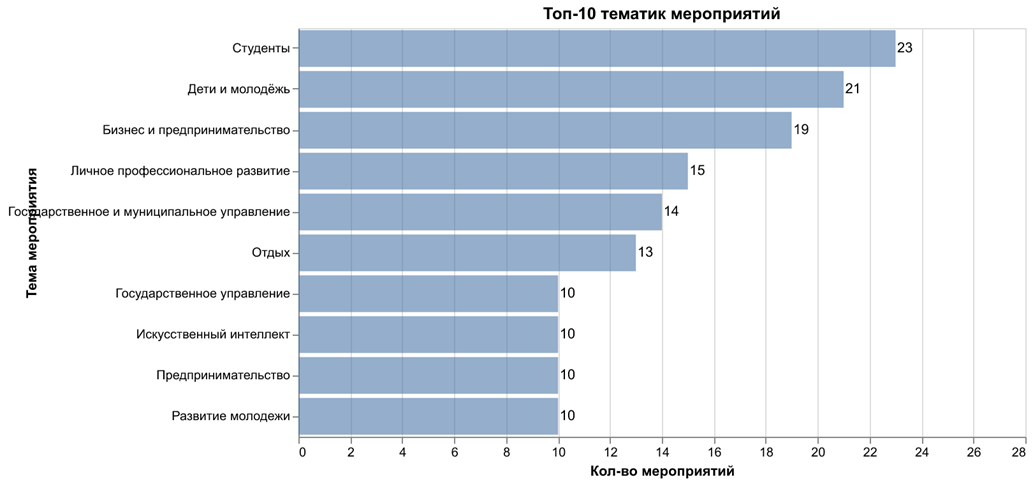 Топ-10 тематик мероприятий
Тема мероприятия
Студенты 23
Дети и молодёжь 21
Бизнес и предпринимательство 19
Личное профессиональное развитие 15
Государственное и муниципальное управление 14
Отдых 13
Государственное управление 10
Искусственный интеллект 10
Предпринимательство 10
Развитие молодежи 10
0 2 4 6 8 10 12 14 16 18 20 22 24 26 28
Кол-во мероприятий